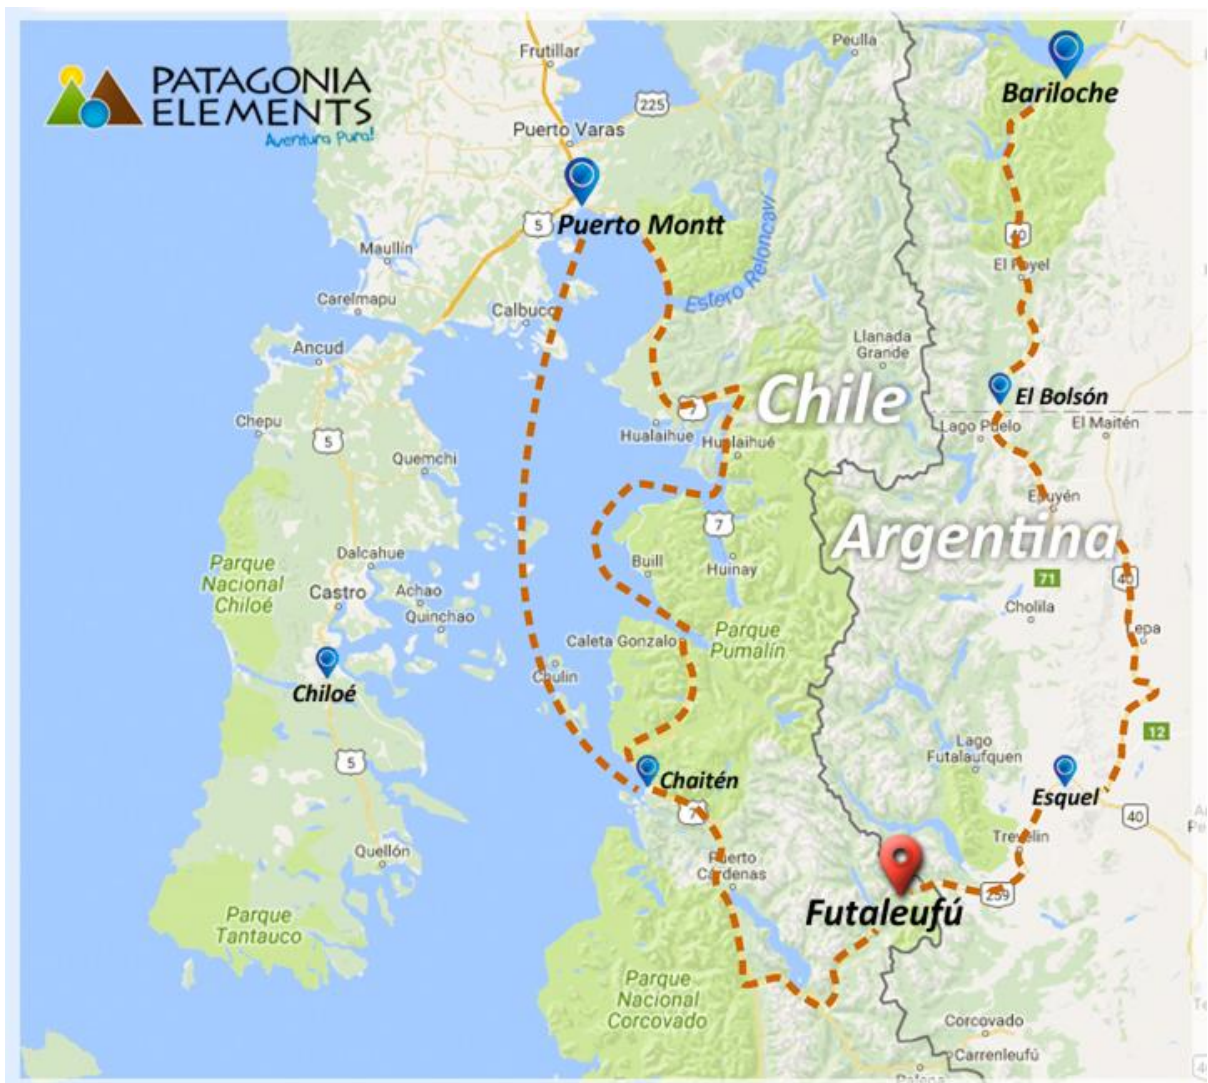 Frutillar
Peulla
PATAGONIA
ELEMENTS
Aventura Pura!
225
Bariloche
Puerto Varas
Puerto Montt
5
40
Maullín
Estero Reloncaví
El Foyel
Carelmapu
Calbuco
Ancud
Llanada
Grande
Chile
El Bolsón
7
Chepu
Hualaihue
Hualaihué
Lago Puelo
El Maitén
5
Quemchi
Epuyén
7
Argentina
Parque
Nacional
Chiloé
Dalcahue
Buill
Huinay
71
40
Castro
Achao
Cholila
Quinchao
Caleta Gonzalo
Parque
Pumalín
Lepa
Chulin
Chiloé
12
5
Lago
Futalaufquen
Chaitén
Esquel
7
40
Quellón
Puerto
Cárdenas
Trevelin
259
Futaleufú
Parque
Tantauco
Parque
Nacional
Corcovado
Corcovado
Carrenleufú
Palena
40